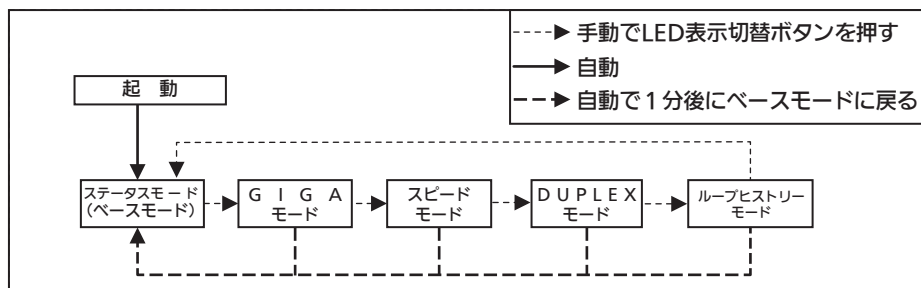 手動でLED表示切替ボタンを押す
自動
自動で1分後にベースモードに戻る
起 動
ステータスモード
(ベースモード)
G I G A
モード
スピード
モード
D U P L E X
モード
ループヒストリー
モード